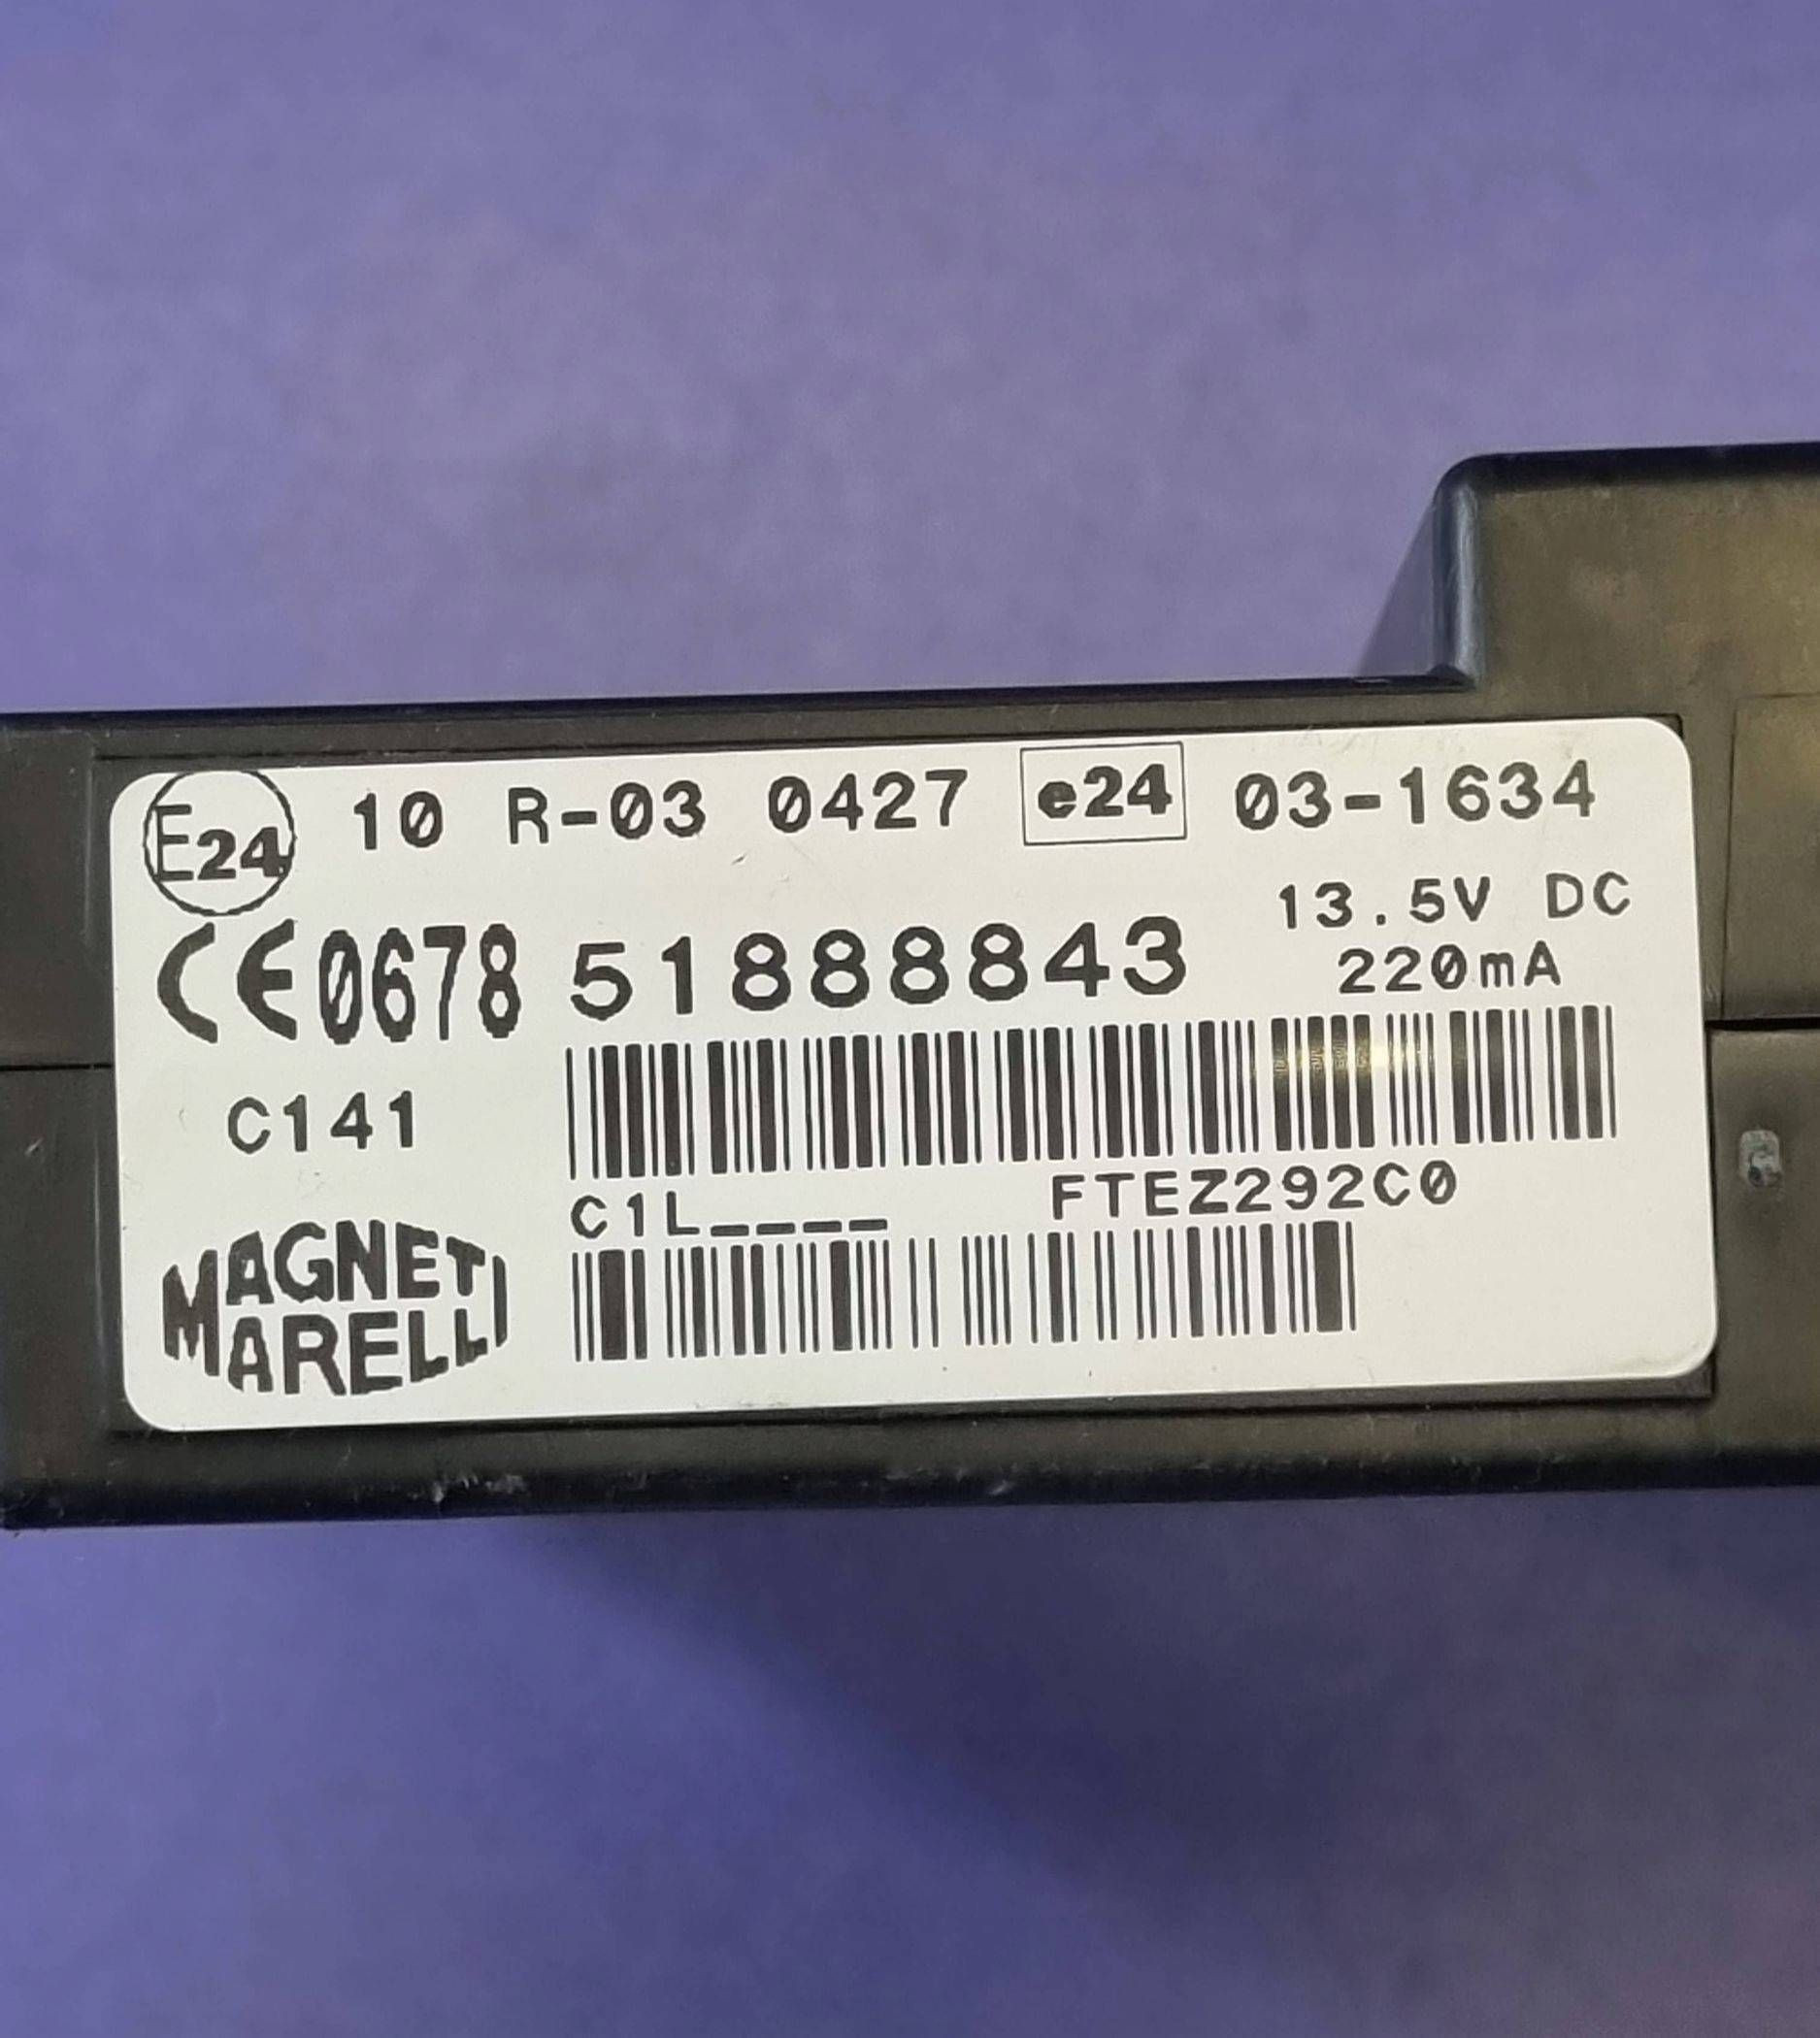 E24 10 R-03 0427 e24 03-1634
13.5V DC
CE0678 51888843 220mA
C141
C1L____ FTEZ292C0
MAGNETI
MARELLI